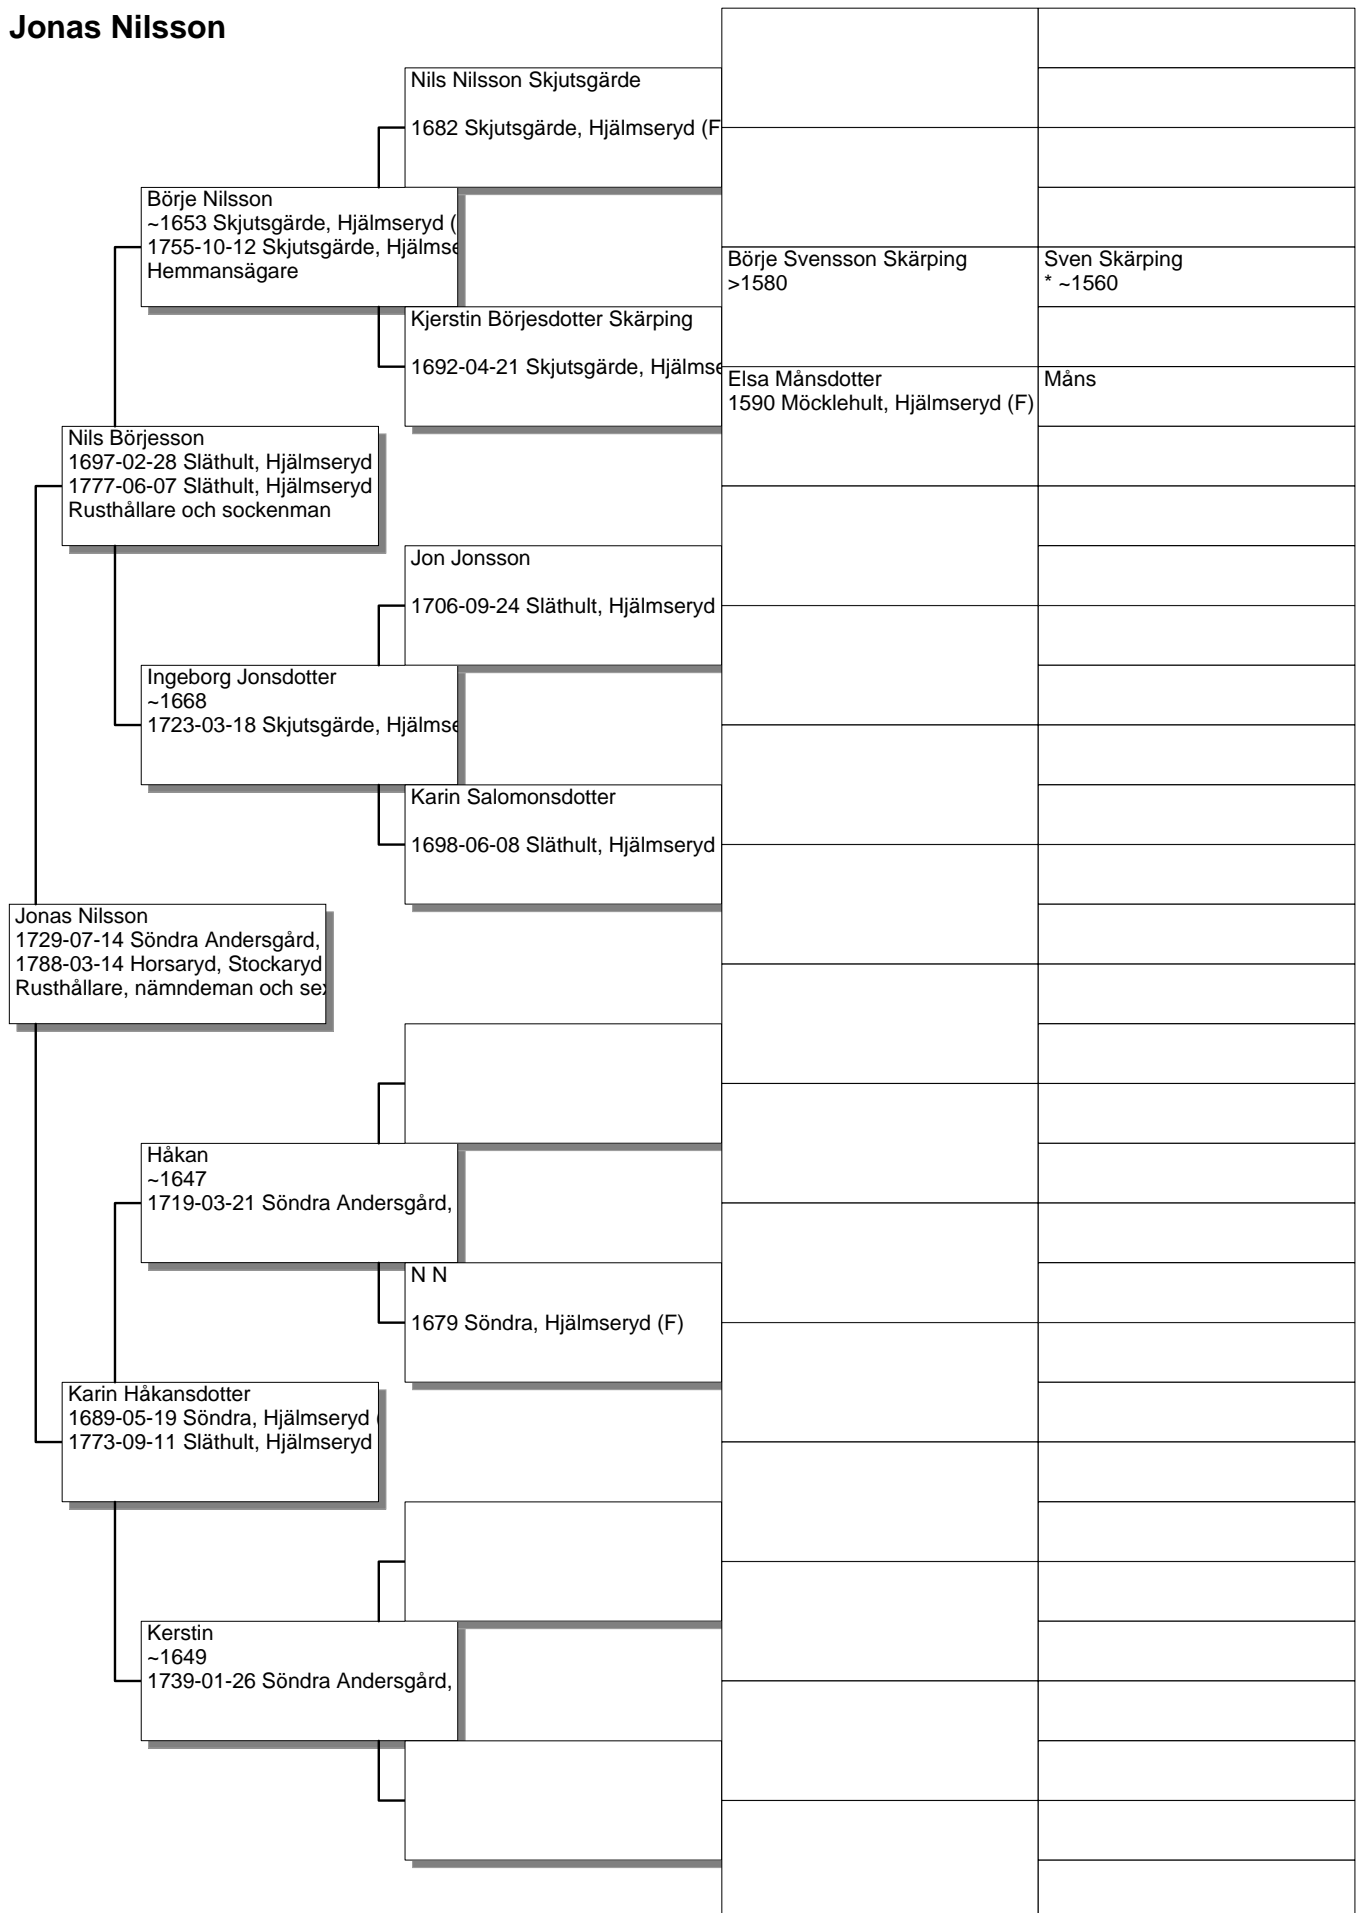 Jonas Nilsson
Nils Nilsson Skjutsgärde
1682 Skjutsgärde, Hjälmseryd (F
Börje Nilsson
~1653 Skjutsgärde, Hjälmseryd (
1755-10-12 Skjutsgärde, Hjälmse
Hemmansägare
Börje Svensson Skärping
>1580
Sven Skärping
* ~1560
Kjerstin Börjesdotter Skärping
1692-04-21 Skjutsgärde, Hjälmse
Elsa Månsdotter
1590 Möcklehult, Hjälmseryd (F)
Måns
Nils Börjesson
1697-02-28 Släthult, Hjälmseryd
1777-06-07 Släthult, Hjälmseryd
Rusthållare och sockenman
Jon Jonsson
1706-09-24 Släthult, Hjälmseryd
Ingeborg Jonsdotter
~1668
1723-03-18 Skjutsgärde, Hjälmse
Karin Salomonsdotter
1698-06-08 Släthult, Hjälmseryd
Jonas Nilsson
1729-07-14 Söndra Andersgård,
1788-03-14 Horsaryd, Stockaryd
Rusthållare, nämndeman och sex
Håkan
~1647
1719-03-21 Söndra Andersgård,
N N
1679 Söndra, Hjälmseryd (F)
Karin Håkansdotter
1689-05-19 Söndra, Hjälmseryd (
1773-09-11 Släthult, Hjälmseryd
Kerstin
~1649
1739-01-26 Söndra Andersgård,